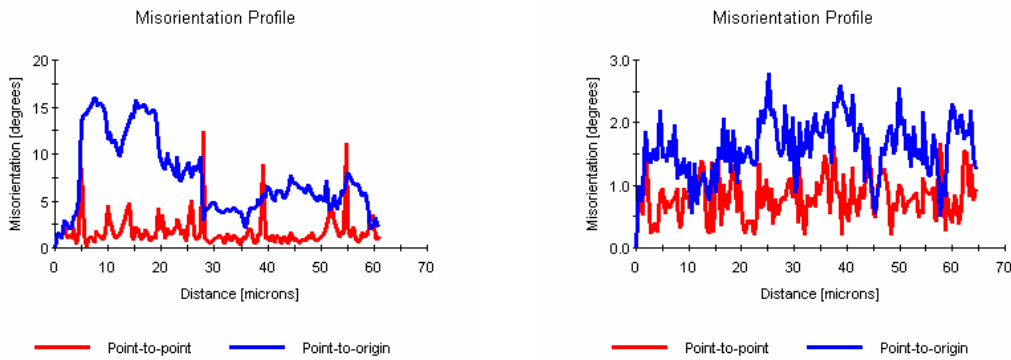 Misorientation Profile
Misorientation [degrees]
20
15
10
5
0
0 10 20 30 40 50 60 70
Distance [microns]
Point-to-point Point-to-origin
Misorientation Profile
Misorientation [degrees]
3.0
2.0
1.0
0.0
0 10 20 30 40 50 60 70
Distance [microns]
Point-to-point Point-to-origin